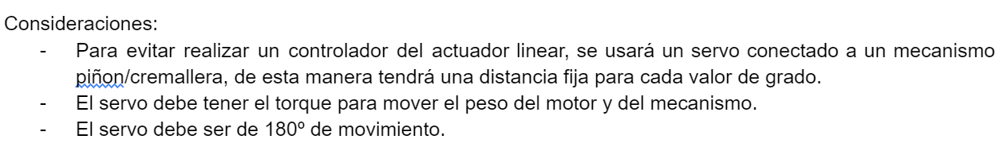 Consideraciones:
- Para evitar realizar un controlador del actuador linear, se usará un servo conectado a un mecanismo
piñon/cremallera, de esta manera tendrá una distancia fija para cada valor de grado.
- El servo debe tener el torque para mover el peso del motor y del mecanismo.
- El servo debe ser de 180º de movimiento.